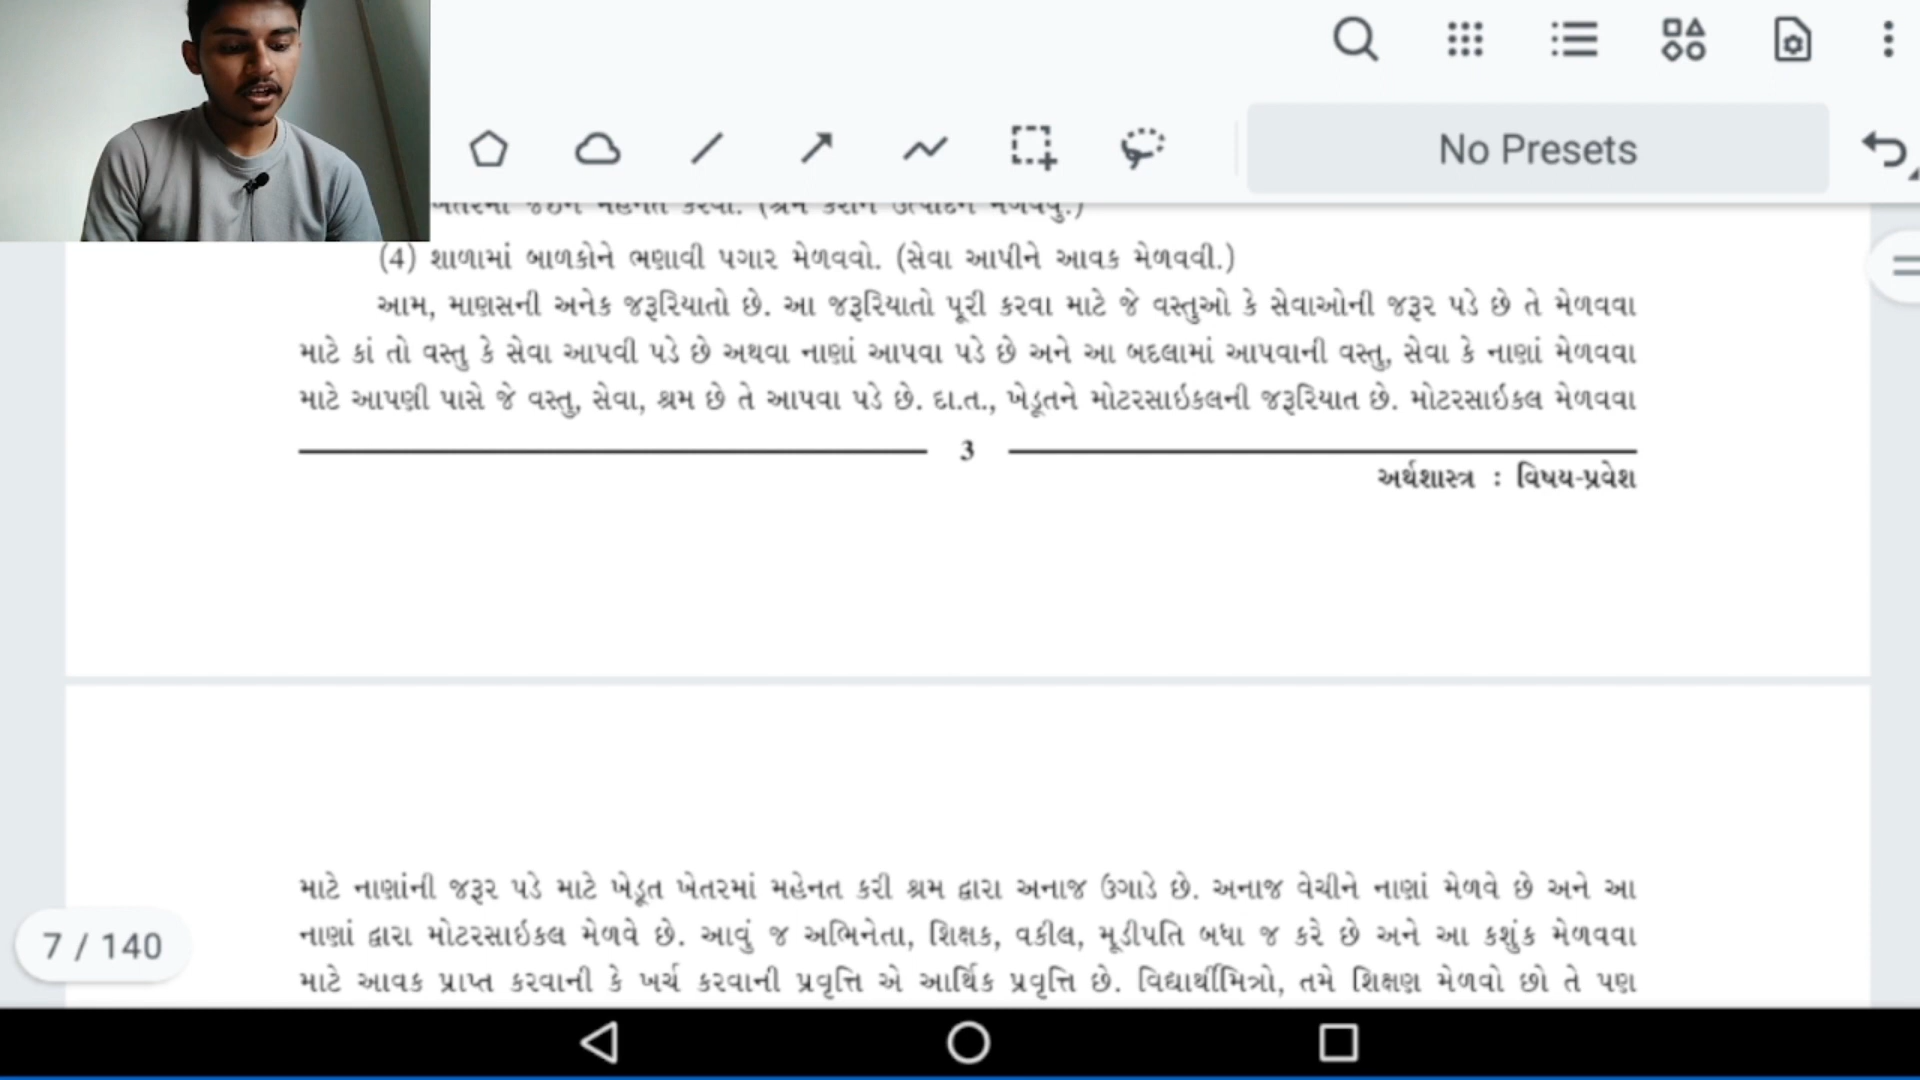 No Presets
(4) શાળામાં બાળકોને ભણાવી પગાર મેળવવો. (સેવા આપીને આવક મેળવવી.)
આમ, માણસની અનેક જરૂરિયાતો છે. આ જરૂરિયાતો પૂરી કરવા માટે જે વસ્તુઓ કે સેવાઓની જરૂર પડે છે તે મેળવવા
માટે કાં તો વસ્તુ કે સેવા આપવી પડે છે અથવા નાણાં આપવા પડે છે અને આ બદલામાં આપવાની વસ્તુ, સેવા કે નાણાં મેળવવા
માટે આપણી પાસે જે વસ્તુ, સેવા, શ્રમ છે તે આપવા પડે છે. દા.ત., ખેડૂતને મોટરસાઇકલની જરૂરિયાત છે. મોટરસાઇકલ મેળવવા
3
અર્થશાસ્ત્ર : વિષય-પ્રવેશ
માટે નાણાંની જરૂર પડે માટે ખેડૂત ખેતરમાં મહેનત કરી શ્રમ દ્વારા અનાજ ઉગાડે છે. અનાજ વેચીને નાણાં મેળવે છે અને આ
નાણાં દ્વારા મોટરસાઇકલ મેળવે છે. આવું જ અભિનેતા, શિક્ષક, વકીલ, મૂડીપતિ બધા જ કરે છે અને આ કશુંક મેળવવા
માટે આવક પ્રાપ્ત કરવાની કે ખર્ચ કરવાની પ્રવૃત્તિ એ આર્થિક પ્રવૃત્તિ છે. વિદ્યાર્થીમિત્રો, તમે શિક્ષણ મેળવો છો તે પણ
7 / 140